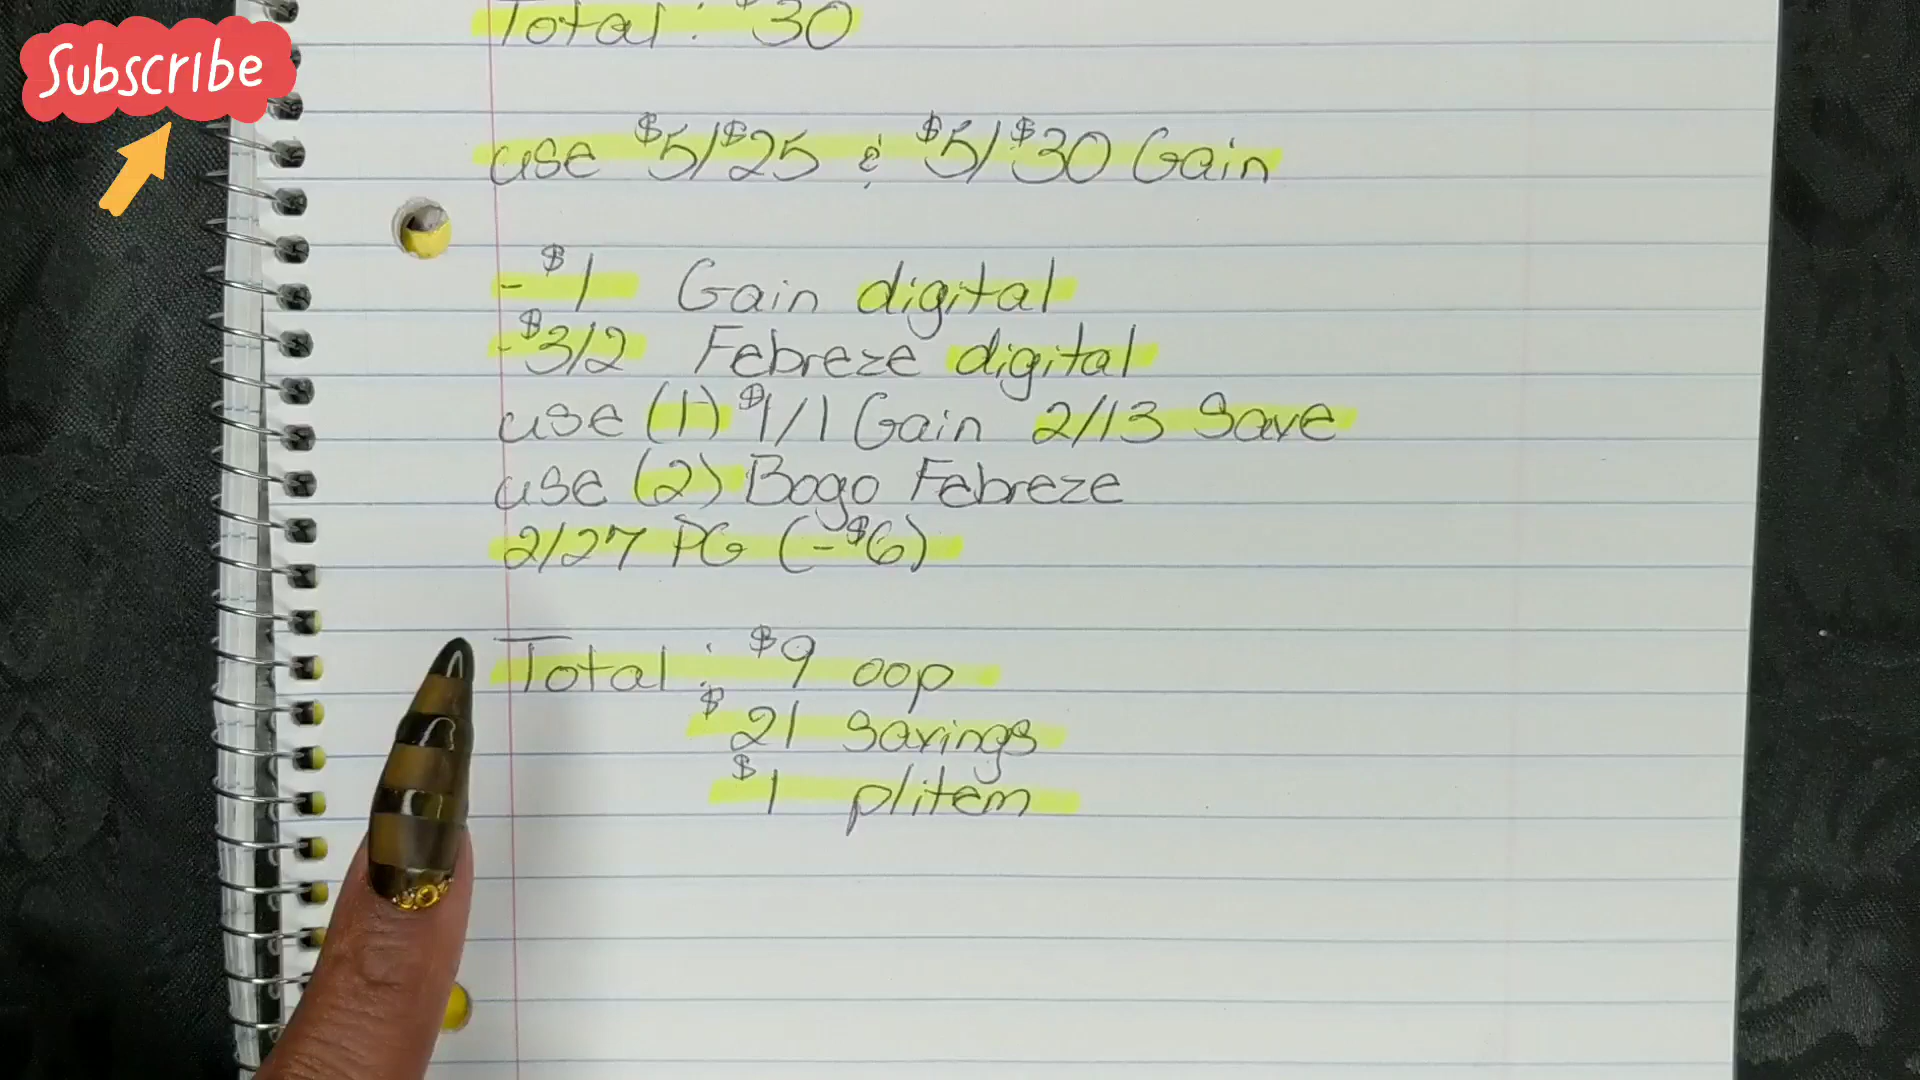 Subscribe
Total: $30
use $5/$25 & $5/$30 Gain
- $1 Gain digital
- $3/2 Febreze digital
use (1) $1/1 Gain 2/13 Save
use (2) Bogo Febreze
2/27 PG (-$6)
Total: $9 oop
$21 savings
$1 p/item